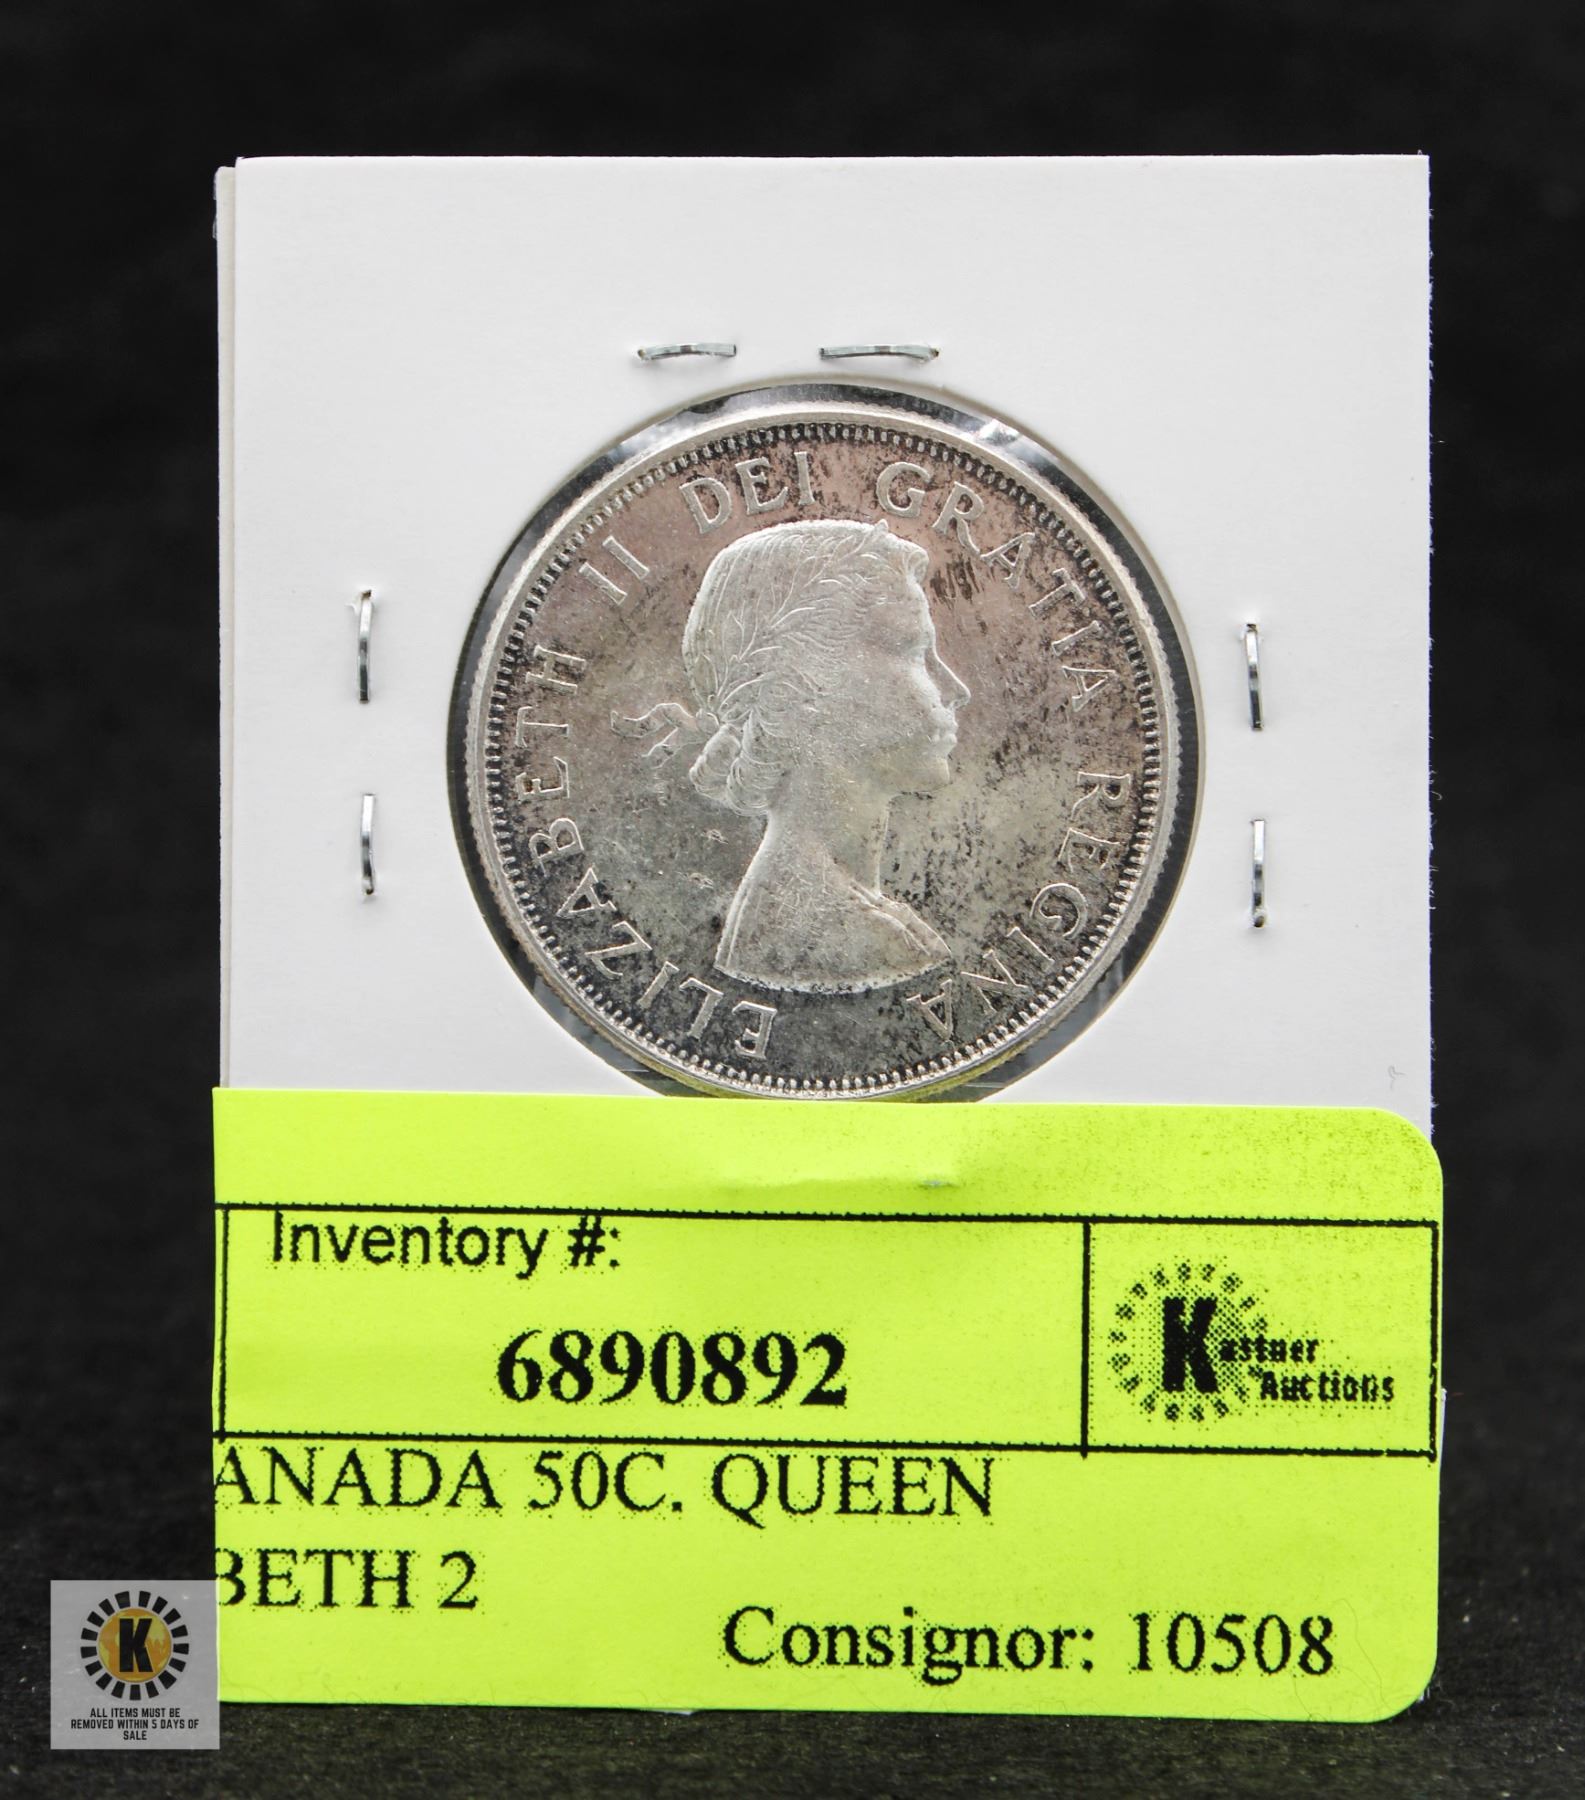 ELIZABETH II DEI GRATIA REGINA
Inventory #:
6890892
Kastner
Auctions
ANADA 50C. QUEEN
BETH 2
Consignor: 10508
K
ALL ITEMS MUST BE
REMOVED WITHIN 5 DAYS OF
SALE